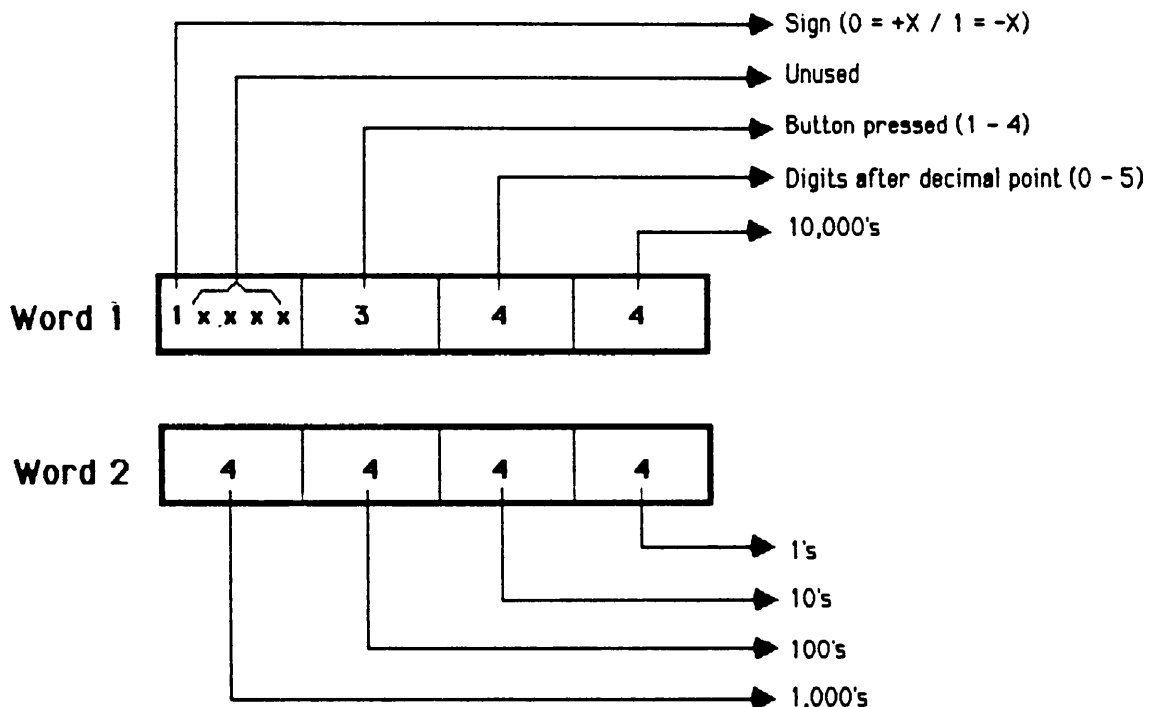 Sign (0 = +X / 1 = -X)
Unused
Button pressed (1 - 4)
Digits after decimal point (0 - 5)
10,000's
Word 1 1 x x x x 3 4 4
Word 2 4 4 4 4
1's
10's
100's
1,000's